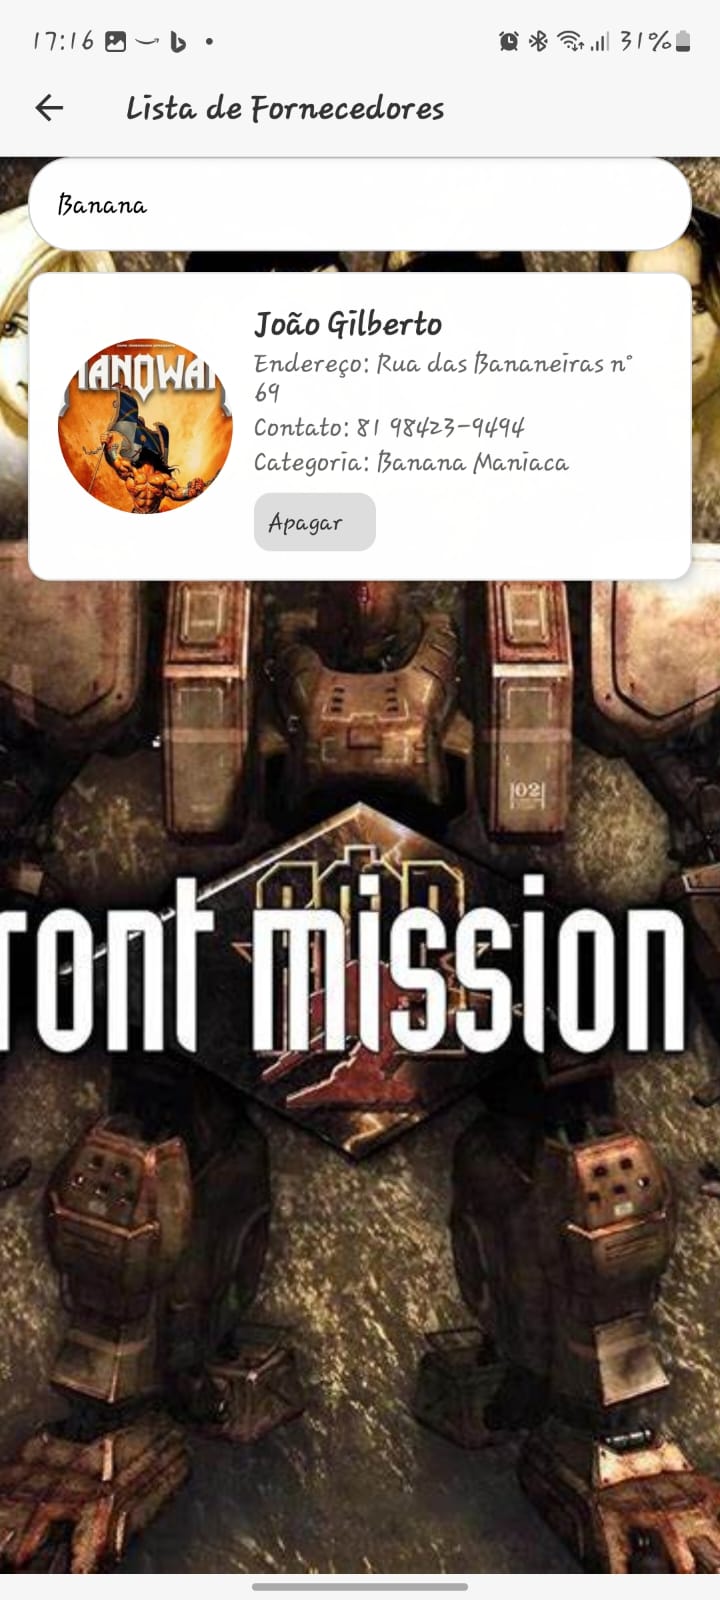 17:16
31%
Lista de Fornecedores
Banana
João Gilberto
Endereço: Rua das Bananeiras n°
69
Contato: 81 98423-9494
Categoria: Banana Maniaca
Apagar
MANOWAR
02
ront mission